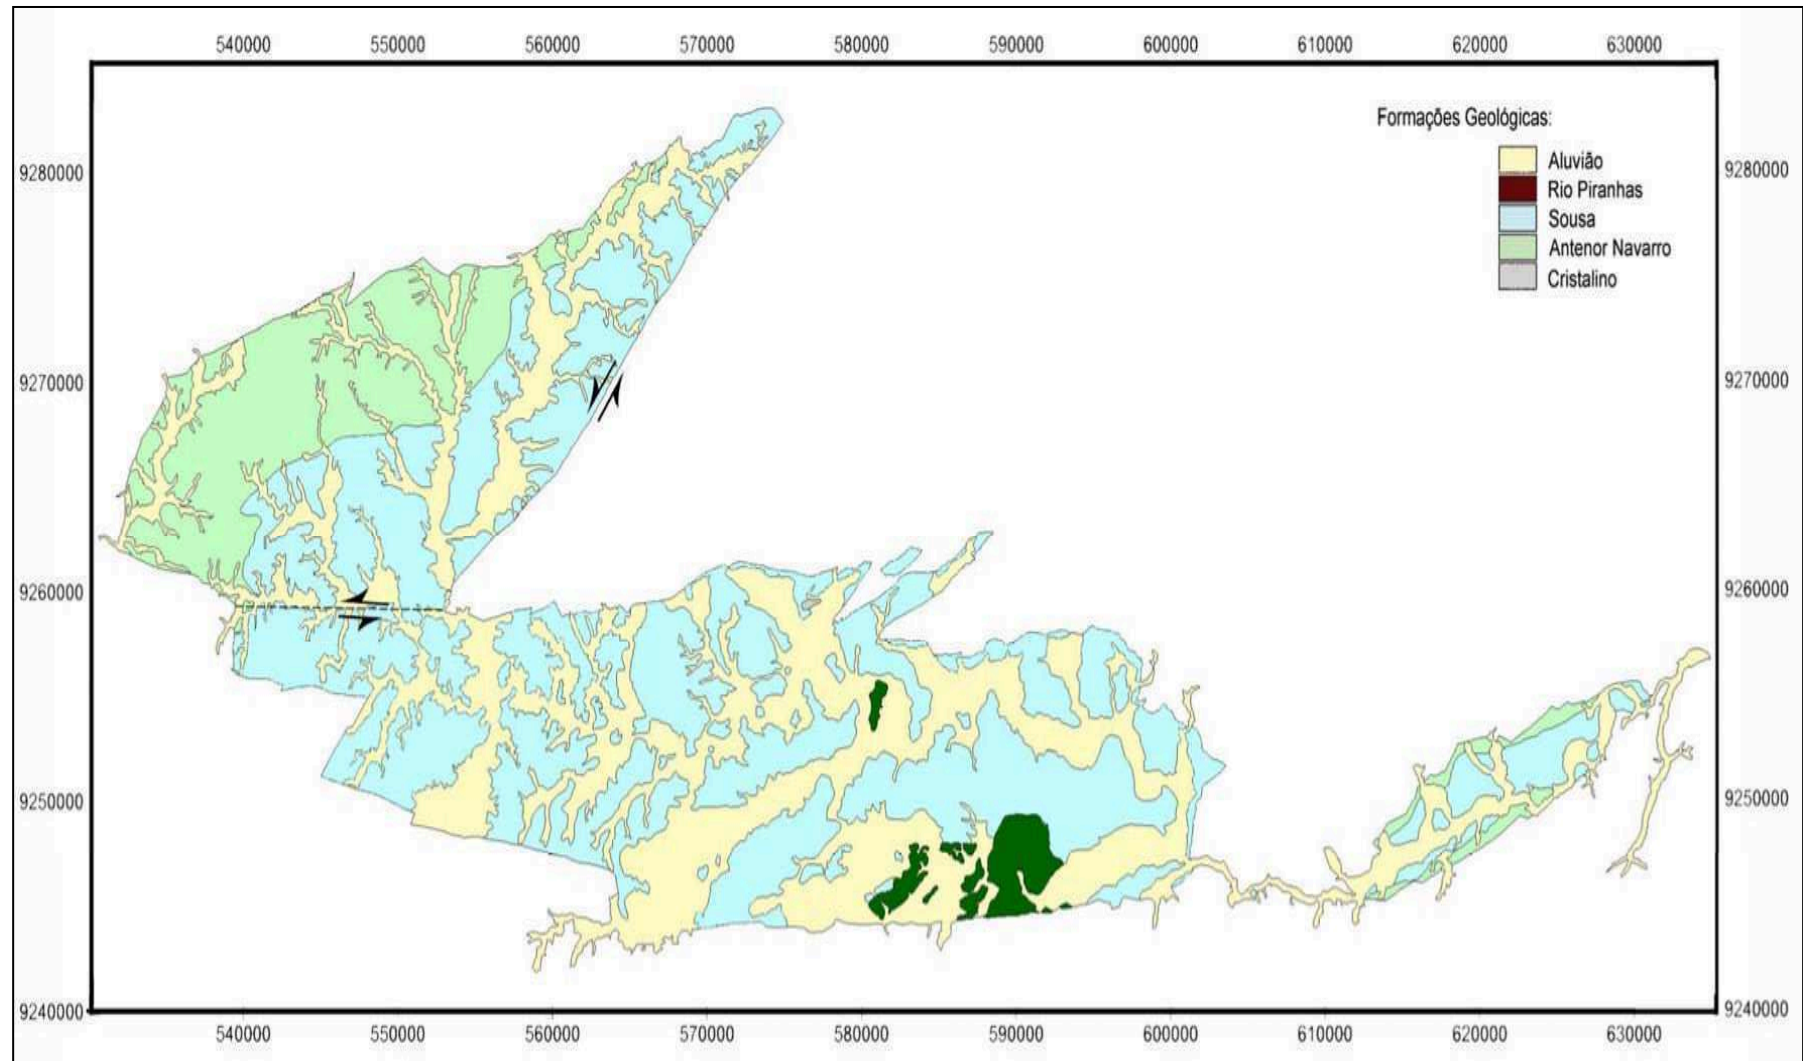 540000 550000 560000 570000 580000 590000 600000 610000 620000 630000
Formações Geológicas:
Aluvião
Rio Piranhas
Sousa
Antenor Navarro
Cristalino
9280000 9280000
9270000 9270000
9260000 9260000
9250000 9250000
9240000 9240000
540000 550000 560000 570000 580000 590000 600000 610000 620000 630000